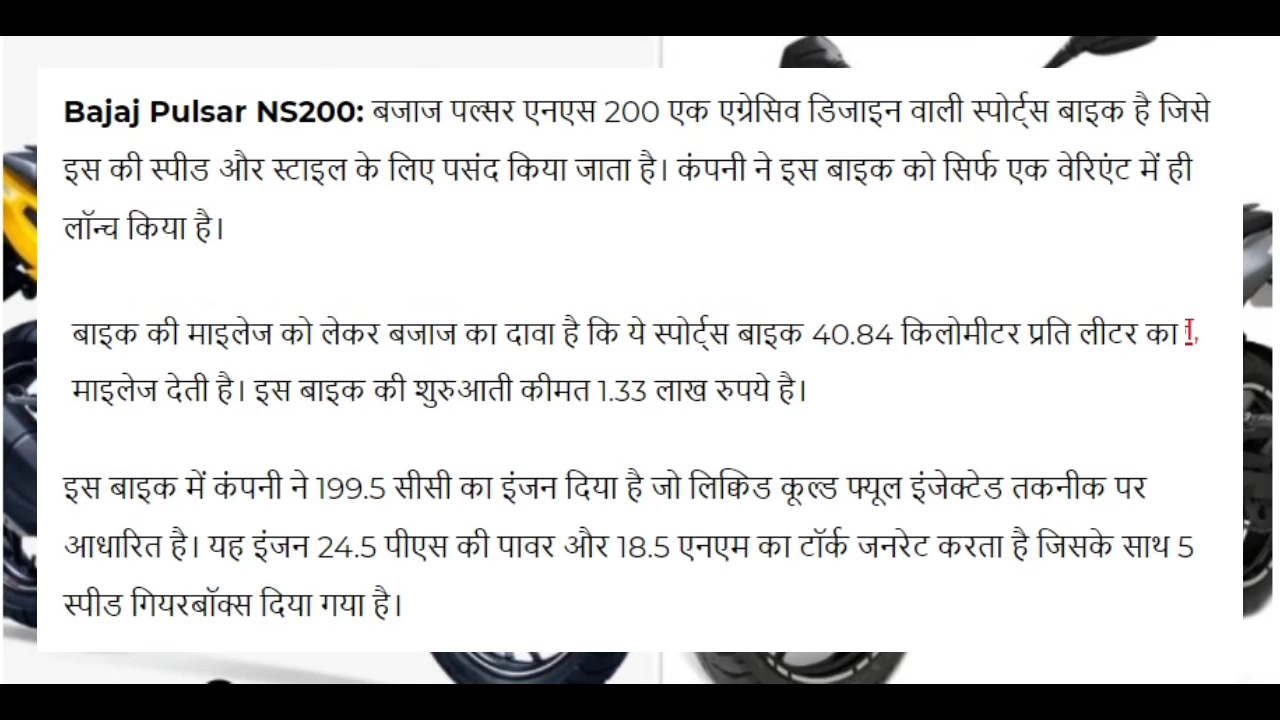 Bajaj Pulsar NS200: बजाज पल्सर एनएस 200 एक एग्रेसिव डिजाइन वाली स्पोर्ट्स बाइक है जिसे
इस की स्पीड और स्टाइल के लिए पसंद किया जाता है। कंपनी ने इस बाइक को सिर्फ एक वेरिएंट में ही
लॉन्च किया है।
बाइक की माइलेज को लेकर बजाज का दावा है कि ये स्पोर्ट्स बाइक 40.84 किलोमीटर प्रति लीटर का
माइलेज देती है। इस बाइक की शुरुआती कीमत 1.33 लाख रुपये है।
इस बाइक में कंपनी ने 199.5 सीसी का इंजन दिया है जो लिक्विड कूल्ड फ्यूल इंजेक्टेड तकनीक पर
आधारित है। यह इंजन 24.5 पीएस की पावर और 18.5 एनएम का टॉर्क जनरेट करता है जिसके साथ 5
स्पीड गियरबॉक्स दिया गया है।